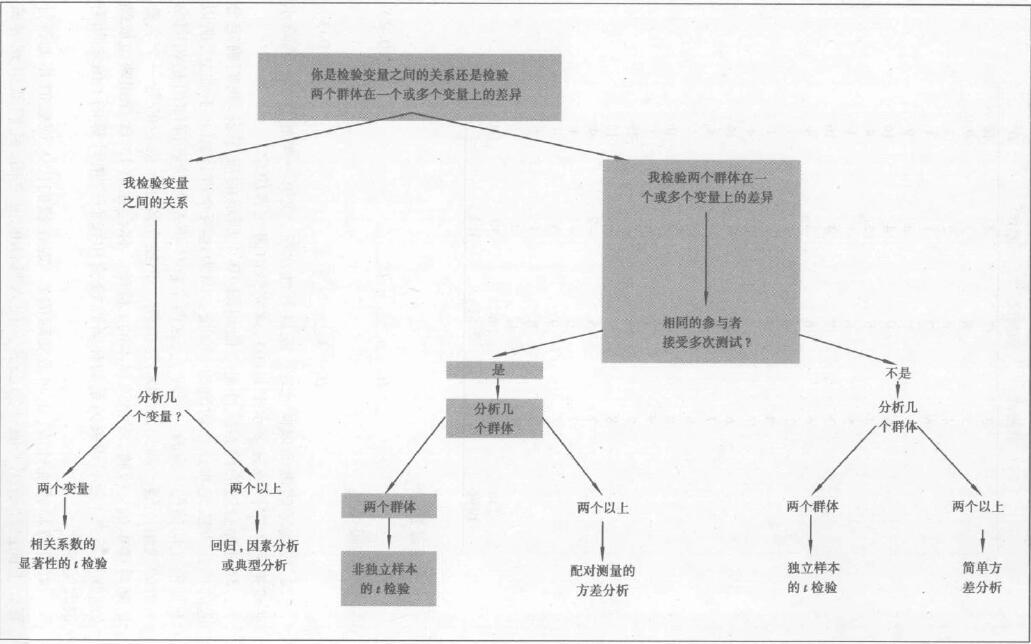 你是检验变量之间的关系还是检验
两个群体在一个或多个变量上的差异
我检验变量
之间的关系
我检验两个群体在一
个或多个变量上的差异
相同的参与者
接受多次测试?
是
不是
分析几
个变量?
分析几
个群体
分析几
个群体
两个变量
两个以上
两个群体
两个以上
两个群体
两个以上
相关系数的
显著性的 t 检验
回归,因素分析
或典型分析
非独立样本
的 t 检验
配对测量的
方差分析
独立样本
的 t 检验
简单方
差分析